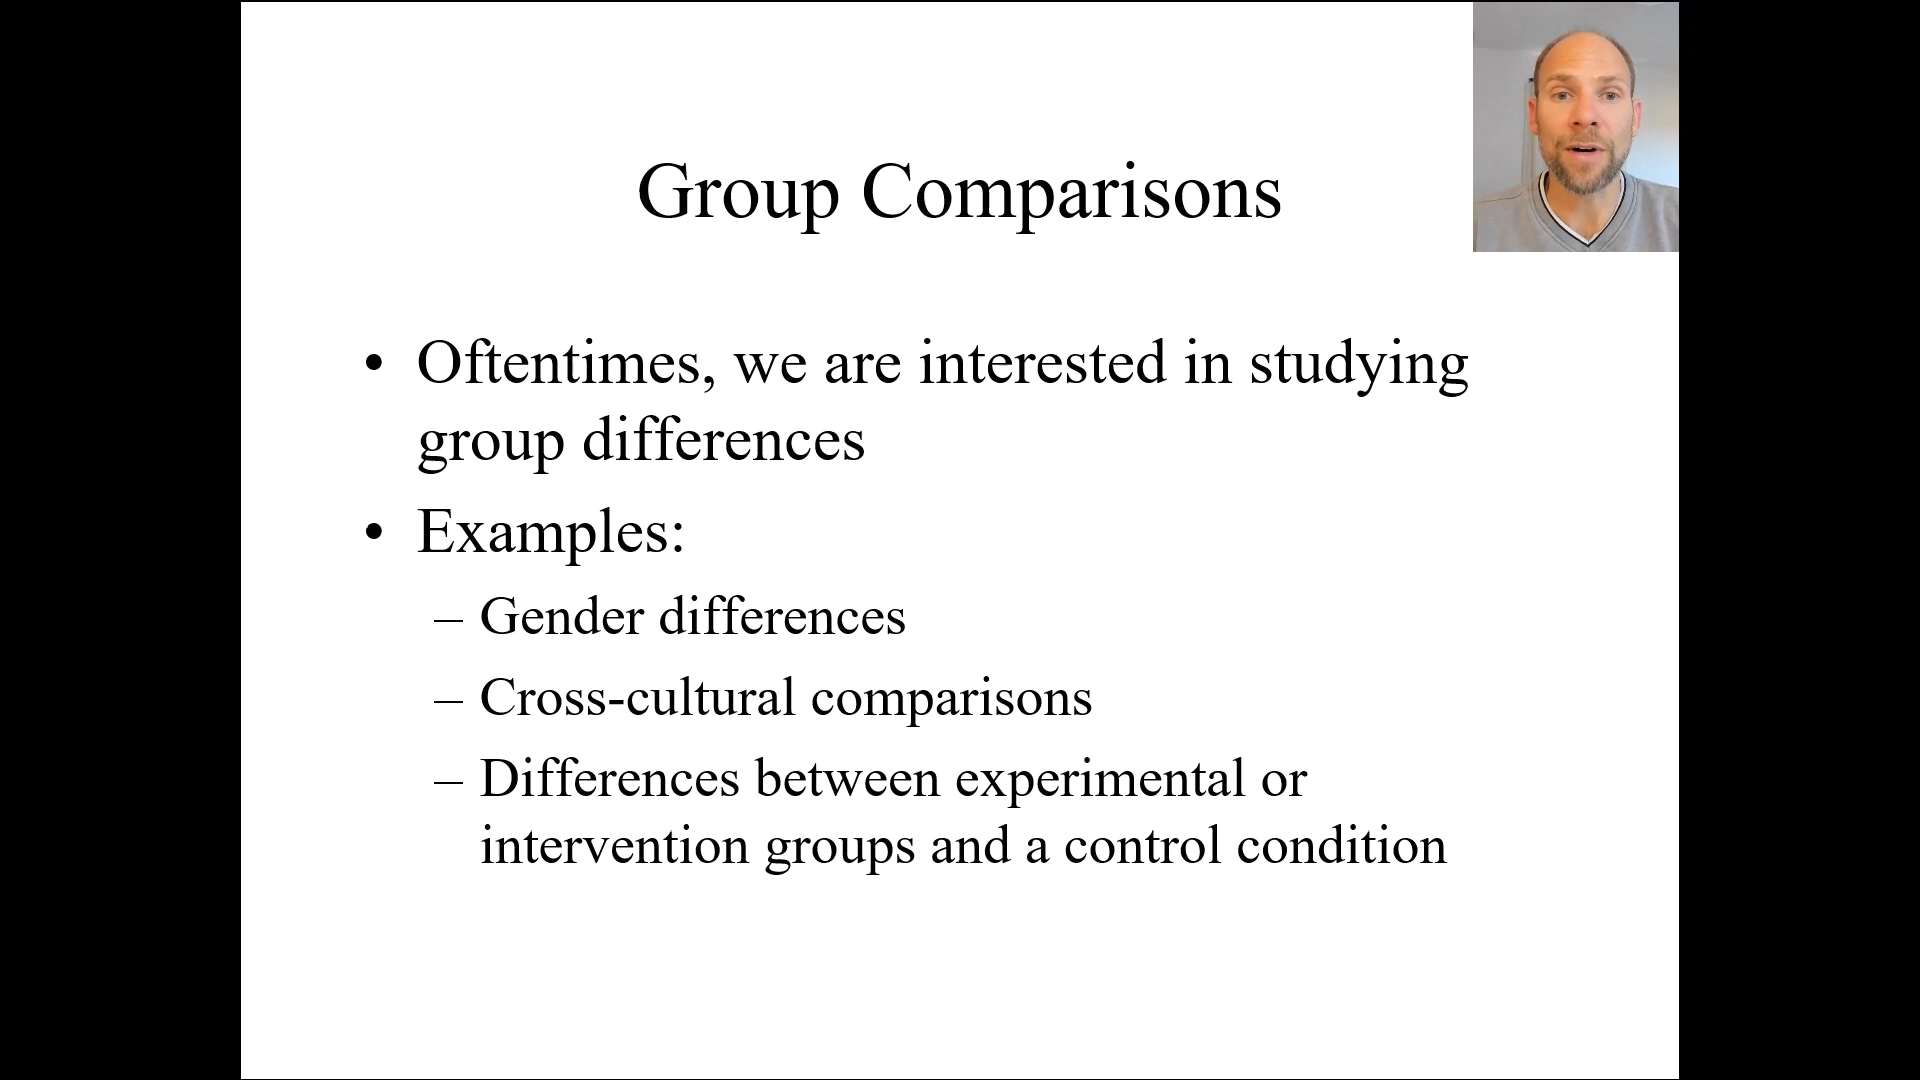 Group Comparisons
• Oftentimes, we are interested in studying
group differences
• Examples:
– Gender differences
– Cross-cultural comparisons
– Differences between experimental or
intervention groups and a control condition